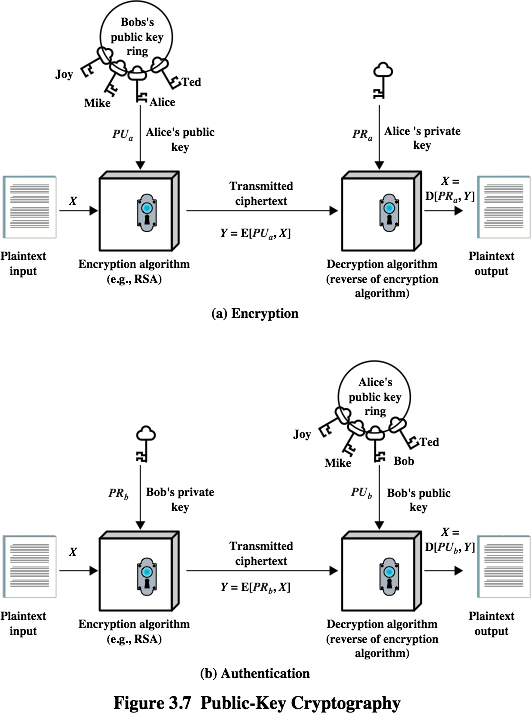 Bobs's
public key
ring
Joy
Ted
Mike
Alice
PUa
Alice's public
key
PRa
Alice 's private
key
X
Transmitted
ciphertext
X =
D[PRa, Y]
Y = E[PUa, X]
Plaintext
input
Encryption algorithm
(e.g., RSA)
Decryption algorithm
(reverse of encryption
algorithm)
Plaintext
output
(a) Encryption
Alice's
public key
ring
Joy
Ted
Mike
Bob
PRb
Bob's private
key
PUb
Bob's public
key
X
Transmitted
ciphertext
X =
D[PUb, Y]
Y = E[PRb, X]
Plaintext
input
Encryption algorithm
(e.g., RSA)
Decryption algorithm
(reverse of encryption
algorithm)
Plaintext
output
(b) Authentication
Figure 3.7 Public-Key Cryptography